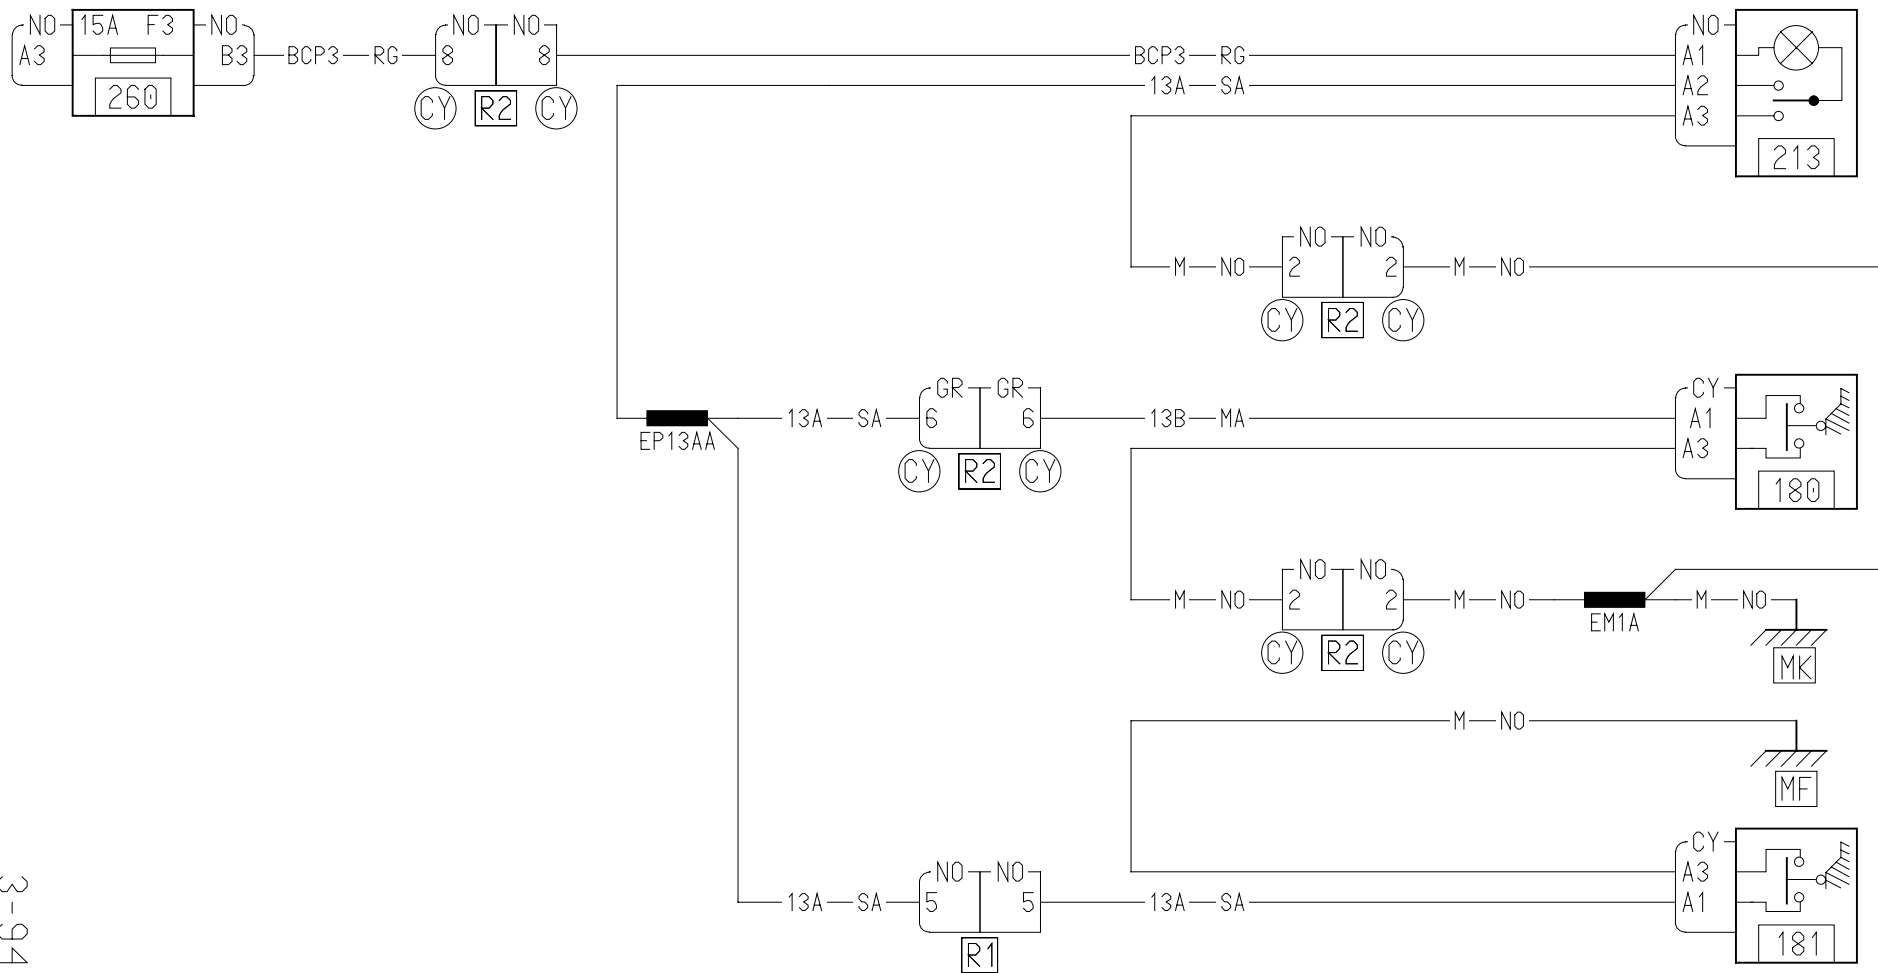 NO 15A F3 NO
A3 B3 BCP3 RG
260
NO NO
8 8
CY R2 CY
BCP3 RG
13A SA
NO
A1
A2
A3
213
M NO
NO NO
2 2
CY R2 CY
M NO
EP13AA
13A SA
GR GR
6 6
CY R2 CY
13B MA
CY
A1
A3
180
M NO
NO NO
2 2
CY R2 CY
M NO
EM1A
M NO
MK
M NO
MF
13A SA
NO NO
5 5
R1
13A SA
CY
A3
A1
181
3-94